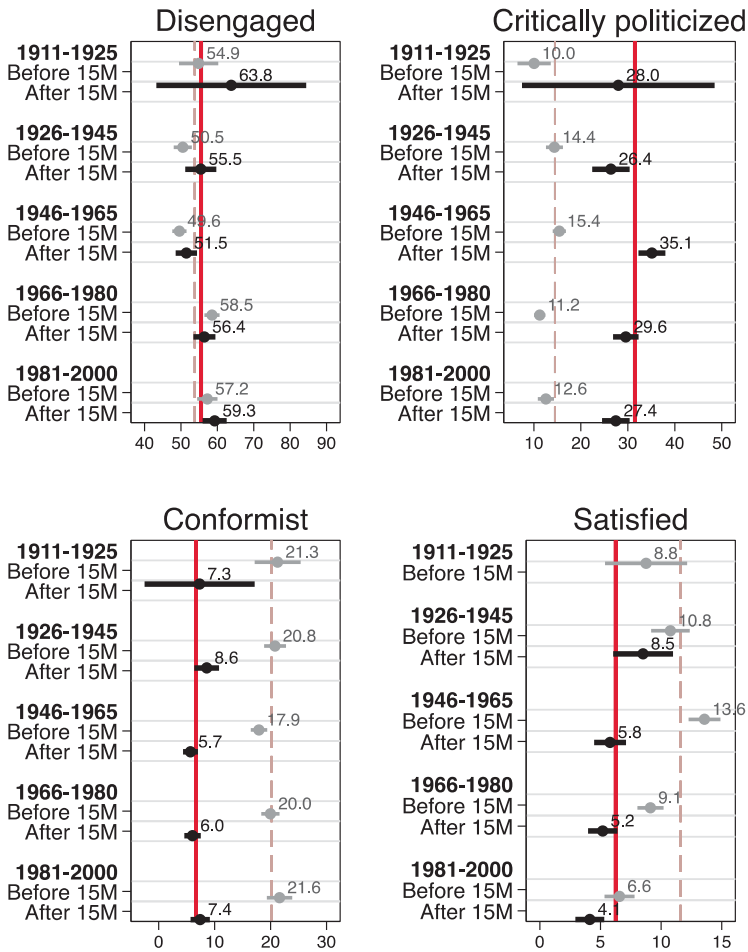 Disengaged
1911-1925
54.9
Before 15M
63.8
After 15M
1926-1945
50.5
Before 15M
55.5
After 15M
1946-1965
49.6
Before 15M
51.5
After 15M
1966-1980
58.5
Before 15M
56.4
After 15M
1981-2000
57.2
Before 15M
59.3
After 15M
40 50 60 70 80 90
Critically politicized
1911-1925
10.0
Before 15M
28.0
After 15M
1926-1945
14.4
Before 15M
26.4
After 15M
1946-1965
15.4
Before 15M
35.1
After 15M
1966-1980
11.2
Before 15M
29.6
After 15M
1981-2000
12.6
Before 15M
27.4
After 15M
10 20 30 40 50
Conformist
1911-1925
21.3
Before 15M
7.3
After 15M
1926-1945
20.8
Before 15M
8.6
After 15M
1946-1965
17.9
Before 15M
5.7
After 15M
1966-1980
20.0
Before 15M
6.0
After 15M
1981-2000
21.6
Before 15M
7.4
After 15M
0 10 20 30
Satisfied
1911-1925
8.8
Before 15M
1926-1945
10.8
Before 15M
8.5
After 15M
1946-1965
13.6
Before 15M
5.8
After 15M
1966-1980
9.1
Before 15M
5.2
After 15M
1981-2000
6.6
Before 15M
4.1
After 15M
0 5 10 15